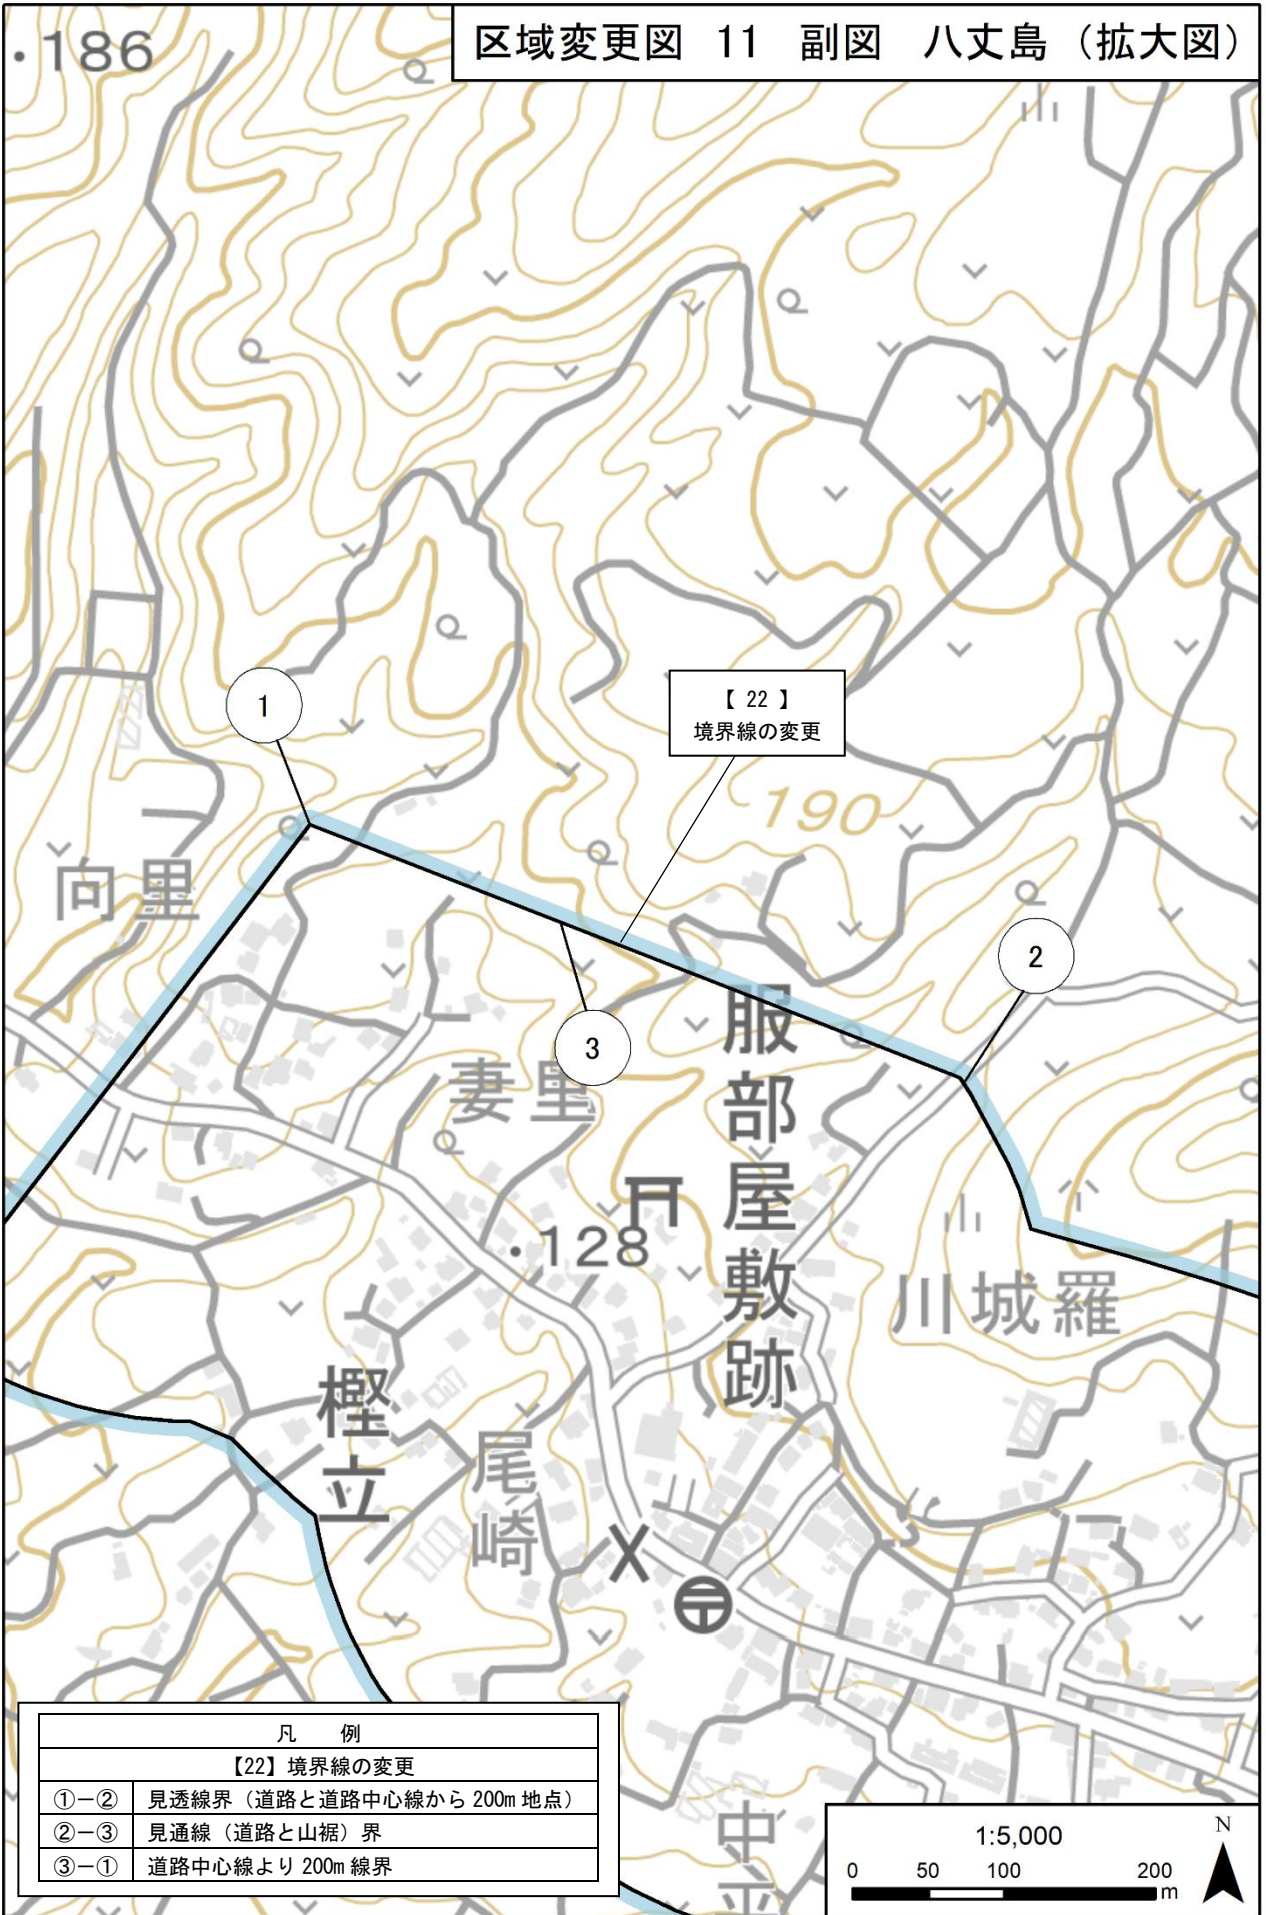 区域変更図 11 副図 八丈島（拡大図）
・186
1
【 22 】
境界線の変更
190
向里
2
3
服部屋敷跡
妻里
・128
川城羅
樫立
尾崎
凡 例
【22】境界線の変更
①－② 見透線界（道路と道路中心線から 200m 地点）
②－③ 見通線（道路と山裾）界
③－① 道路中心線より 200m 線界
中
N
1:5,000
0 50 100 200
m